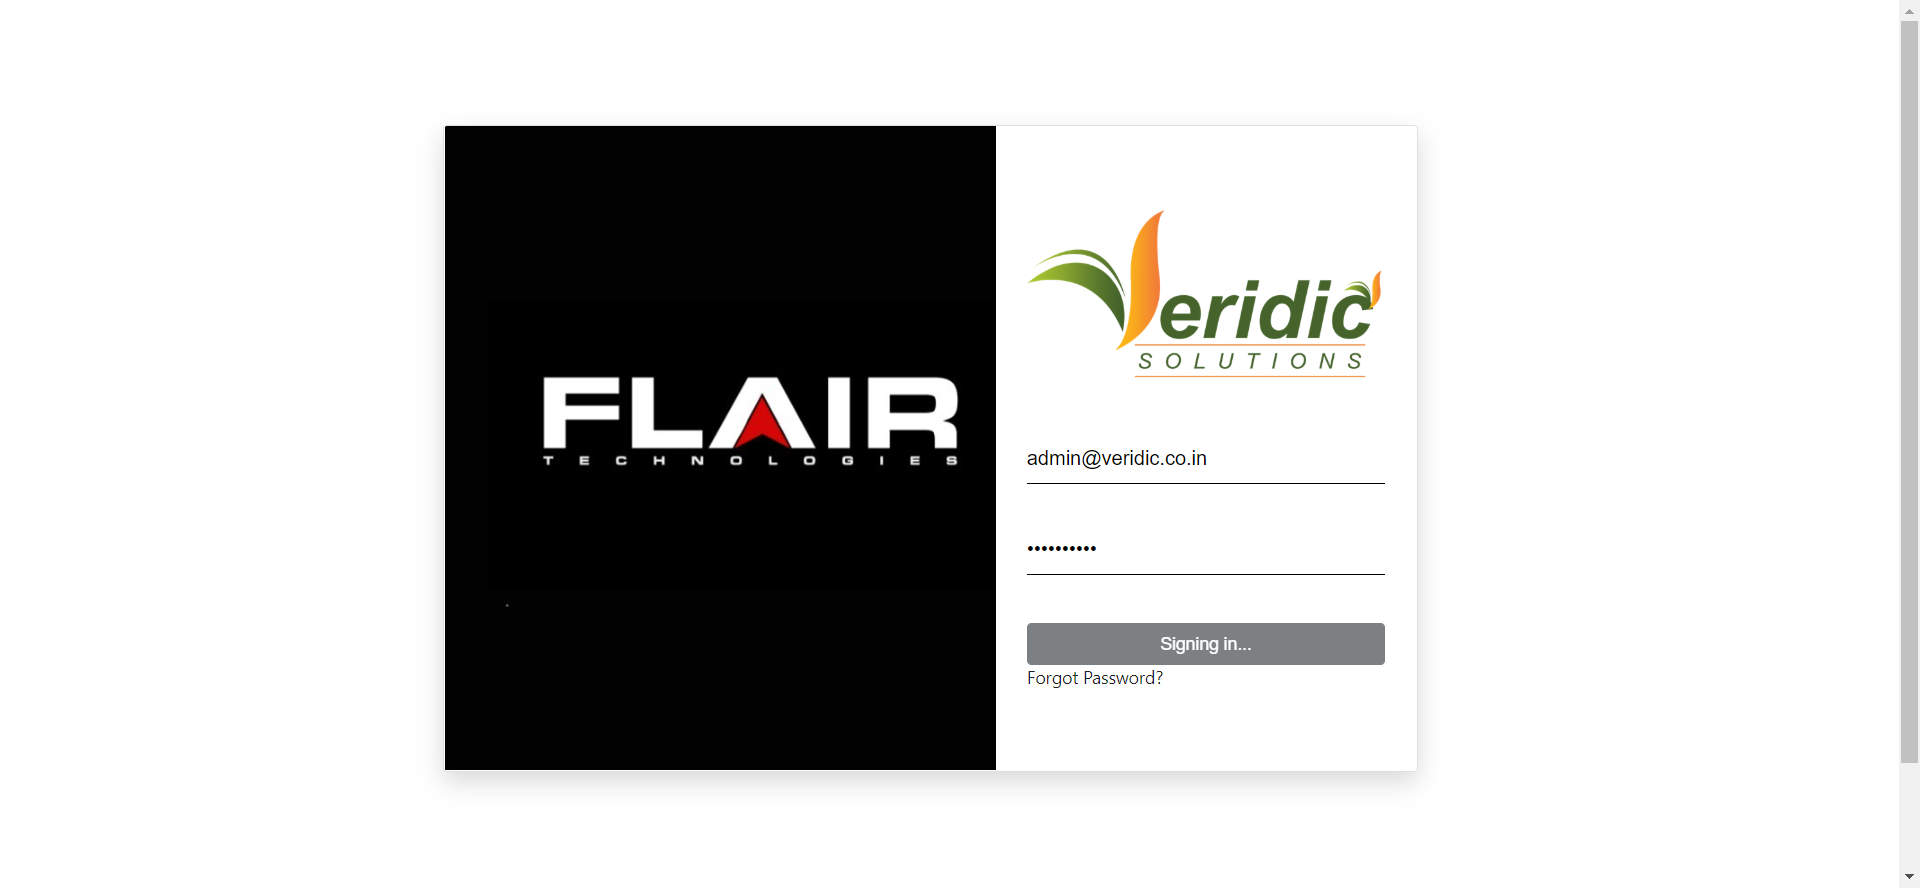 FLAIR
TECHNOLOGIES
Veridic
SOLUTIONS
admin@veridic.co.in
••••••••••
Signing in...
Forgot Password?